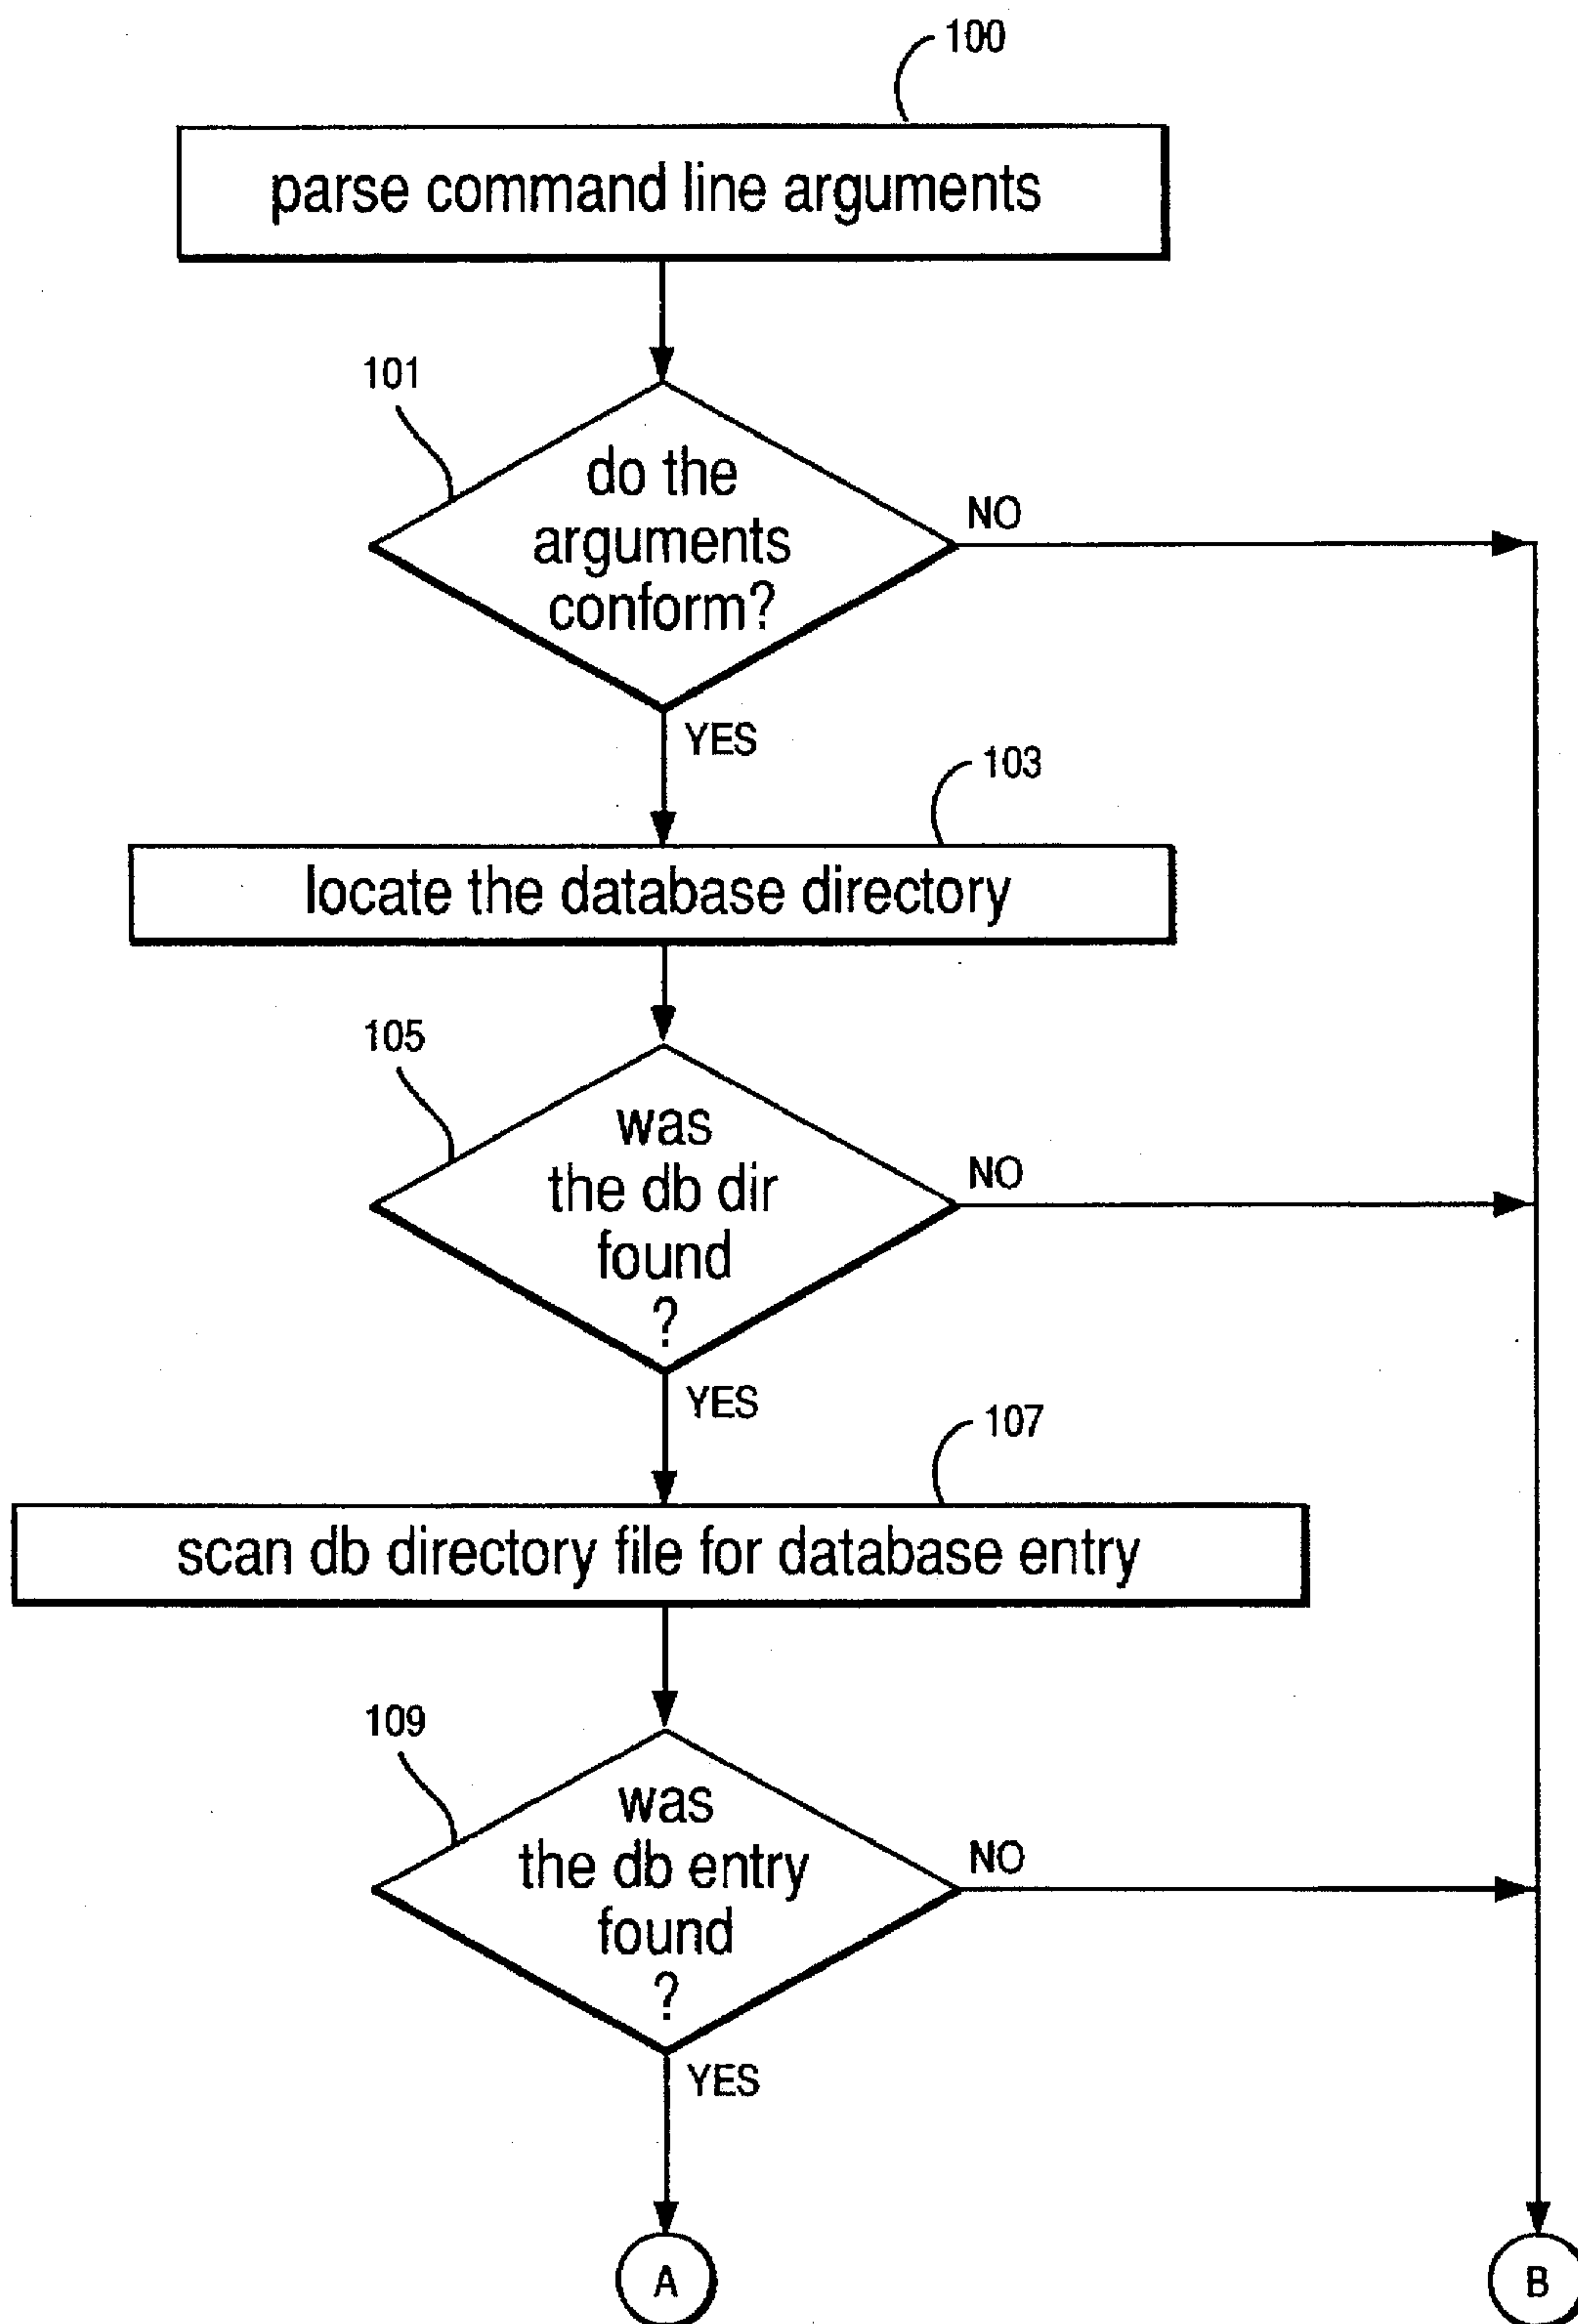 100
parse command line arguments
101
do the
arguments
conform?
NO
YES
103
locate the database directory
105
was
the db dir
found
?
NO
YES
107
scan db directory file for database entry
109
was
the db entry
found
?
NO
YES
A
B